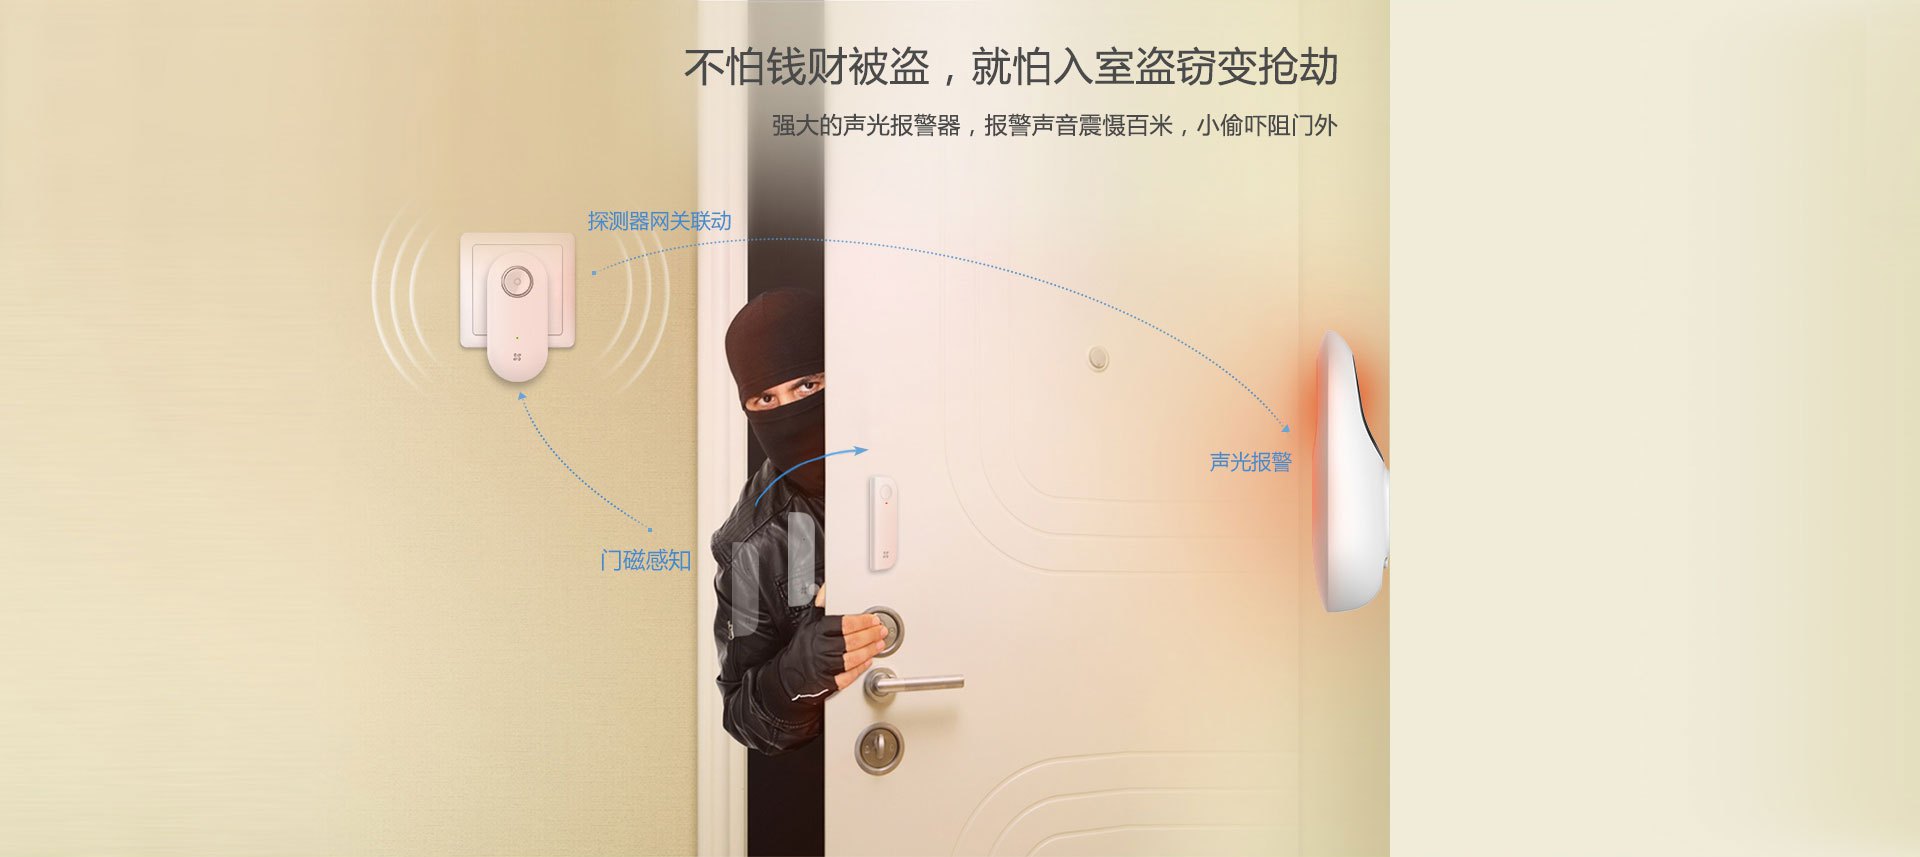 不怕钱财被盗，就怕入室盗窃变抢劫
强大的声光报警器，报警声音震慑百米，小偷吓阻门外
探测器网关联动
声光报警
门磁感知